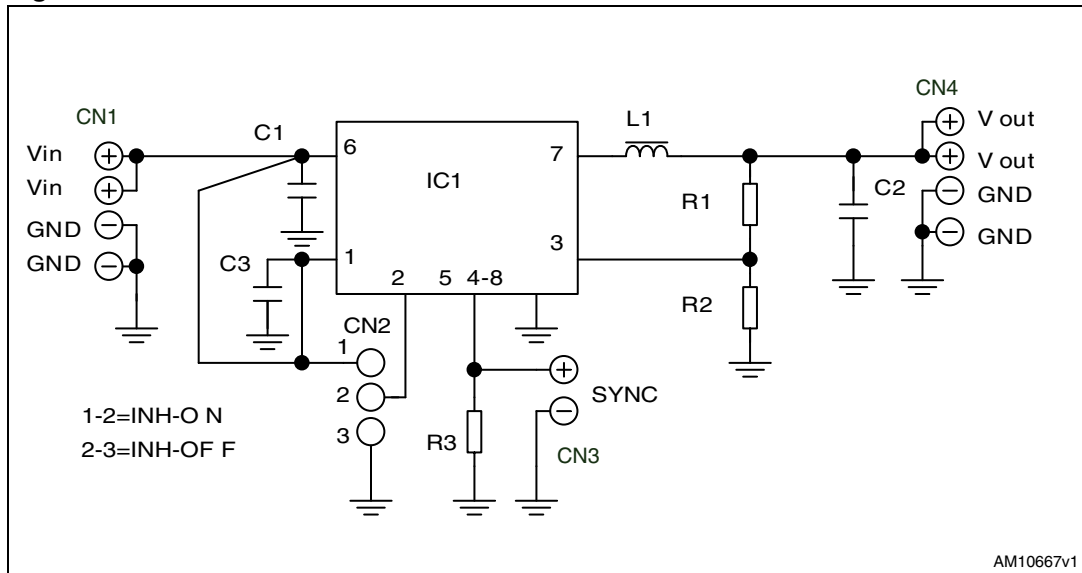 CN1
Vin
Vin
GND
GND
C1
C3
6
1
IC1
7
3
2
5
4-8
L1
R1
R2
C2
CN4
V out
V out
GND
GND
CN2
1
2
3
1-2=INH-O N
2-3=INH-OF F
R3
SYNC
CN3
AM10667v1